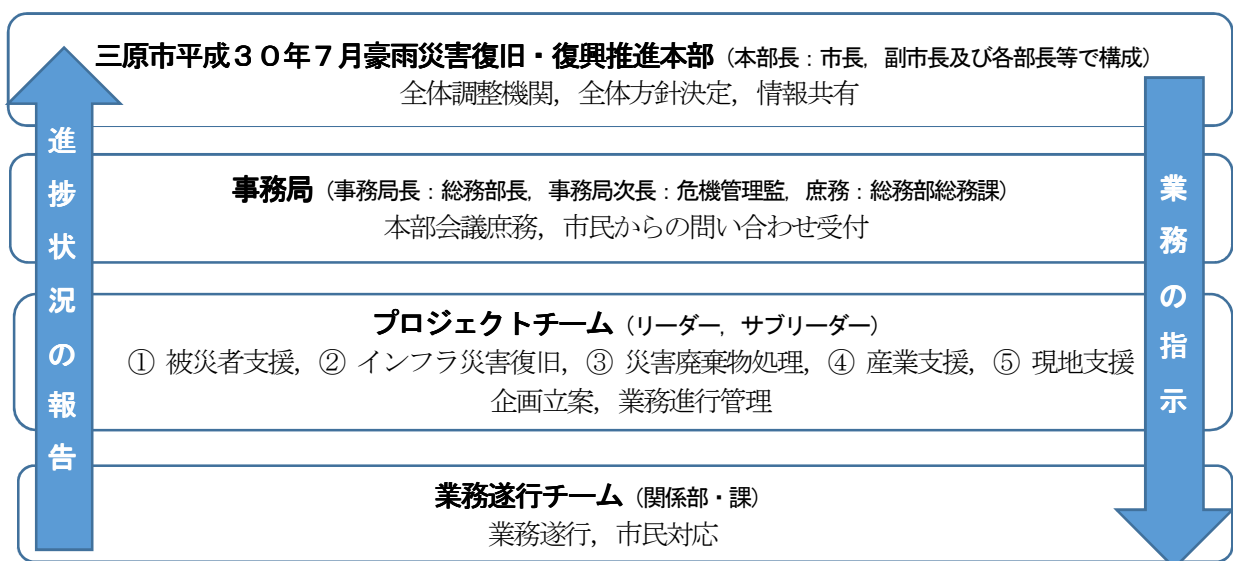 三原市平成３０年７月豪雨災害復旧・復興推進本部（本部長：市長，副市長及び各部長等で構成）
全体調整機関，全体方針決定，情報共有
事務局（事務局長：総務部長，事務局次長：危機管理監，庶務：総務部総務課）
本部会議庶務，市民からの問い合わせ受付
プロジェクトチーム（リーダー，サブリーダー）
① 被災者支援，② インフラ災害復旧，③ 災害廃棄物処理，④ 産業支援，⑤ 現地支援
企画立案，業務進行管理
業務遂行チーム（関係部・課）
業務遂行，市民対応
進捗状況の報告
業務の指示